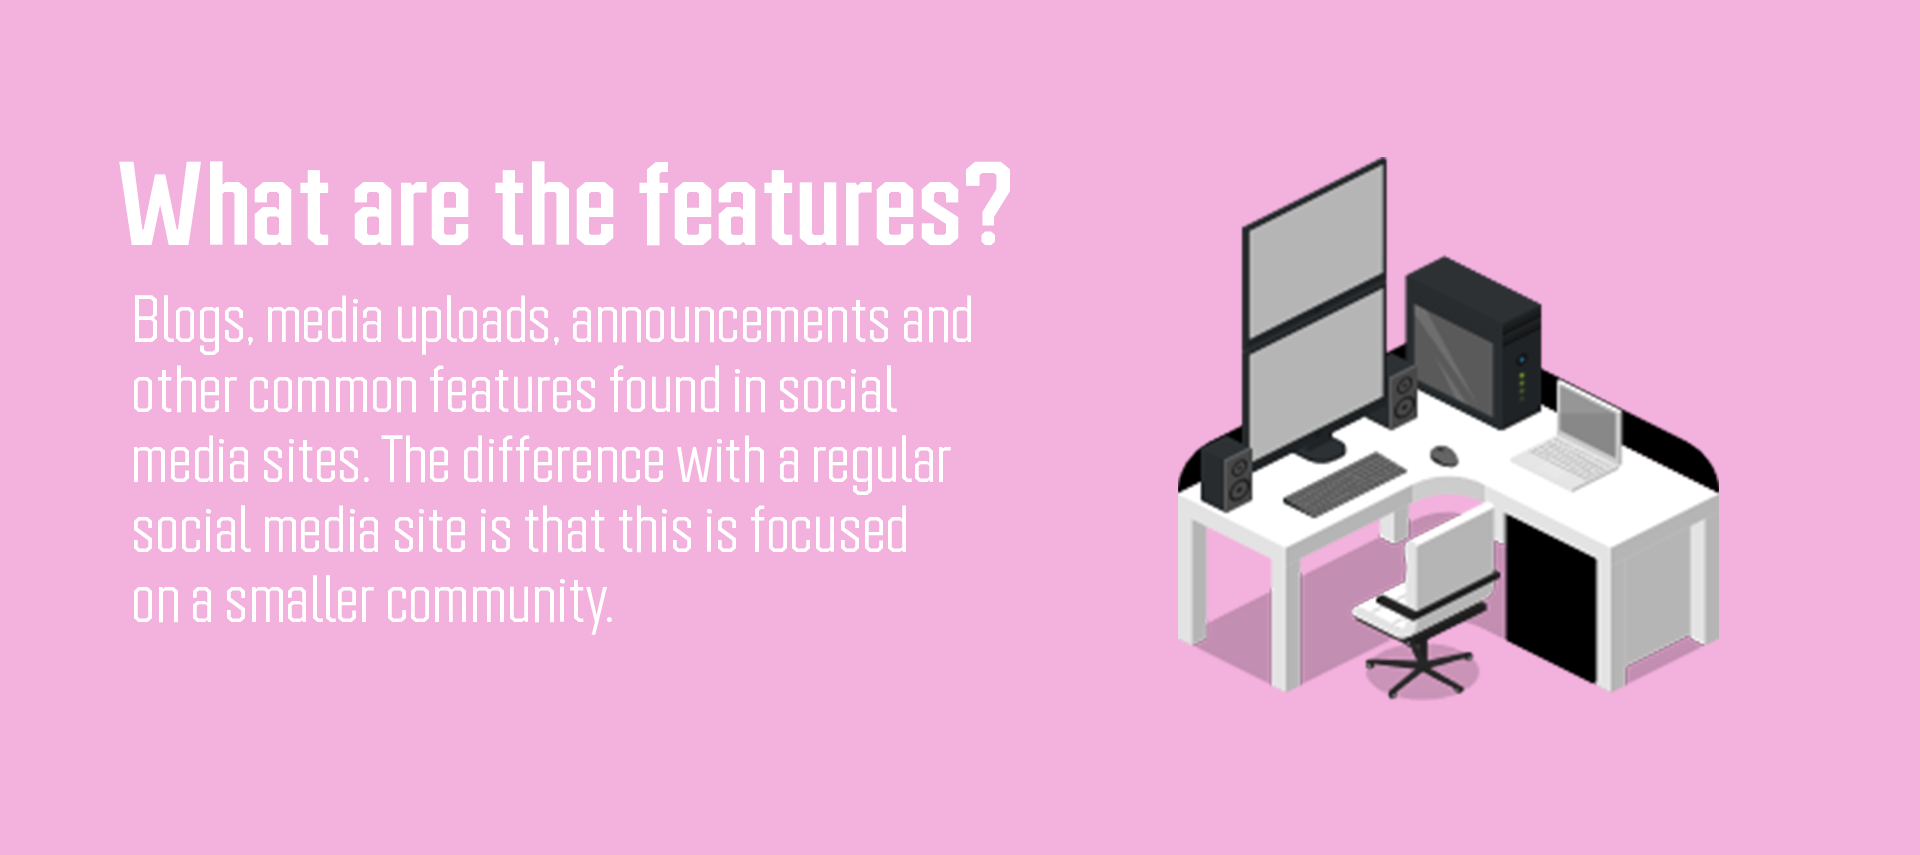 What are the features?
Blogs, media uploads, announcements and
other common features found in social
media sites. The difference with a regular
social media site is that this is focused
on a smaller community.